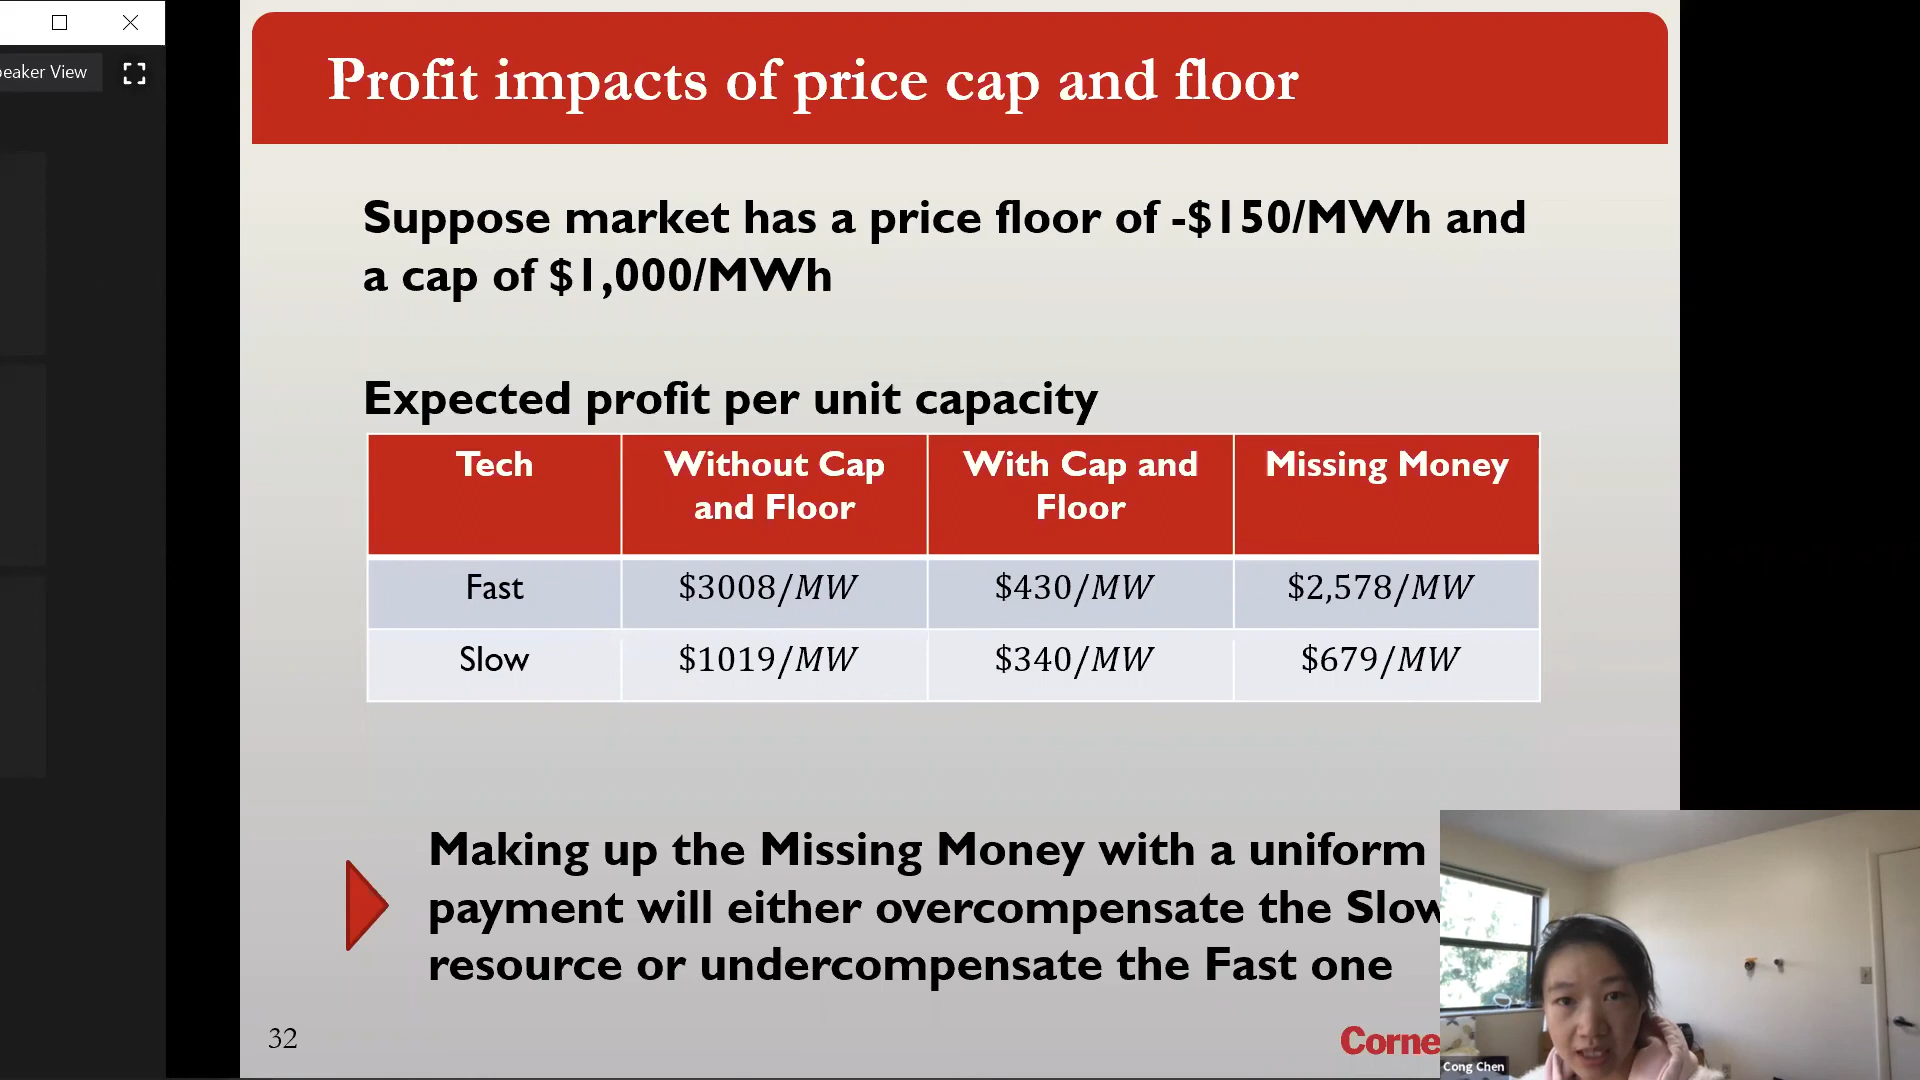 eaker View
Profit impacts of price cap and floor
Suppose market has a price floor of -$150/MWh and
a cap of $1,000/MWh
Expected profit per unit capacity
Tech
Without Cap and Floor
With Cap and Floor
Missing Money
Fast $3008/MW $430/MW $2,578/MW
Slow $1019/MW $340/MW $679/MW
Making up the Missing Money with a uniform
payment will either overcompensate the Slow
resource or undercompensate the Fast one
32
Corne
Cong Chen